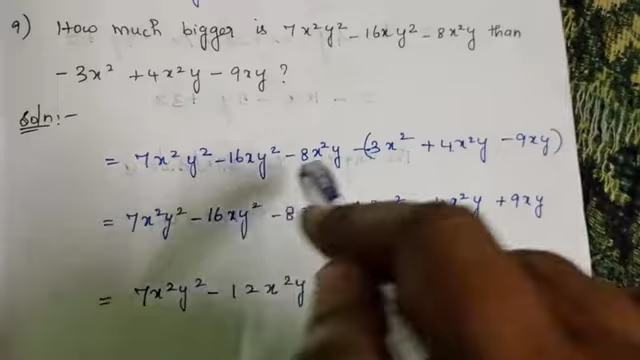 9) How much bigger is 7x²y² - 16xy² - 8x²y than
- 3x² + 4x²y - 9xy ?
Soln:-
= 7x²y² - 16xy² - 8x²y - (-3x² + 4x²y - 9xy)
= 7x²y² - 16xy² - 8 x²y + 9xy
= 7x²y² - 12x²y